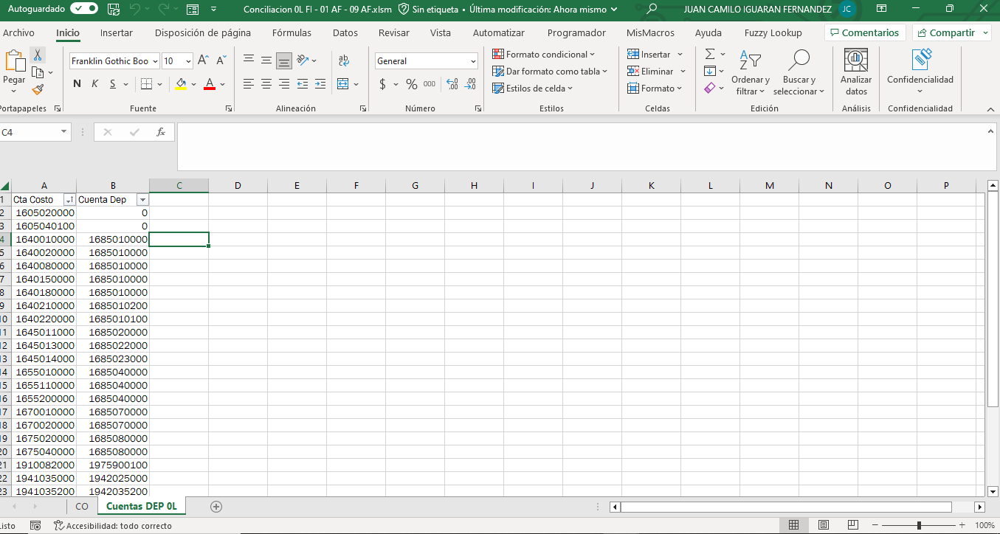 Autoguardado
Conciliacion 0L FI - 01 AF - 09 AF.xlsm
Sin etiqueta • Última modificación: Ahora mismo
JUAN CAMILO IGUARAN FERNANDEZ
JC
Archivo Inicio Insertar Disposición de página Fórmulas Datos Revisar Vista Automatizar Programador MisMacros Ayuda Fuzzy Lookup Comentarios Compartir
Pegar
Portapapeles
Franklin Gothic Boo 10
N K S
Fuente
Alineación
General
$ % 000
Número
Formato condicional
Dar formato como tabla
Estilos de celda
Estilos
Insertar
Eliminar
Formato
Celdas
Ordenar y
filtrar
Buscar y
seleccionar
Edición
Analizar
datos
Análisis
Confidencialidad
Confidencialidad
C4
fx
A B C D E F G H I J K L M N O P
1 Cta Costo Cuenta Dep
2 1605020000 0
3 1605040100 0
4 1640010000 1685010000
5 1640020000 1685010000
6 1640080000 1685010000
7 1640150000 1685010000
8 1640180000 1685010000
9 1640210000 1685010200
10 1640220000 1685010100
11 1645011000 1685020000
12 1645013000 1685022000
13 1645014000 1685023000
14 1655010000 1685040000
15 1655110000 1685040000
16 1655200000 1685040000
17 1670010000 1685070000
18 1670020000 1685070000
19 1675020000 1685080000
20 1675040000 1685080000
21 1910082000 1975900100
22 1941035000 1942025000
23 1941035200 1942035200
CO Cuentas DEP 0L
Listo
Accesibilidad: todo correcto
100%